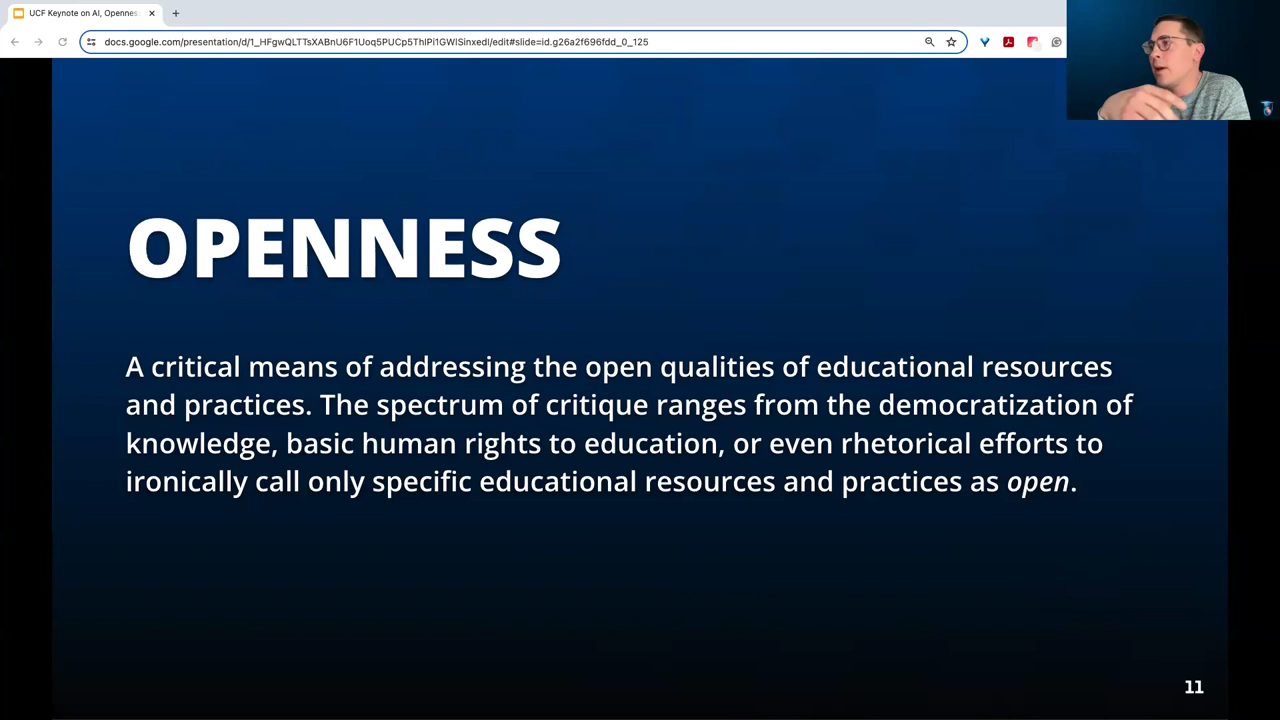 UCF Keynote on AI, Opennes
docs.google.com/presentation/d/1_HFgwQLTTsXABnU6F1Uoq5PUCp5ThlPi1GWlSinxedI/edit#slide=id.g26a2f696fdd_0_125
OPENNESS
A critical means of addressing the open qualities of educational resources
and practices. The spectrum of critique ranges from the democratization of
knowledge, basic human rights to education, or even rhetorical efforts to
ironically call only specific educational resources and practices as open.
11